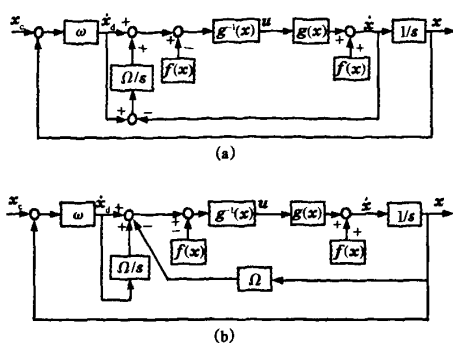 x_c ω ẋ_d + + + − g⁻¹(x) u g(x) + + ẋ 1/s x
Ω/s f(x) f(x)
+ −
(a)
x_c ω ẋ_d + + − + − g⁻¹(x) u g(x) + + ẋ 1/s x
Ω/s f(x) Ω f(x)
(b)